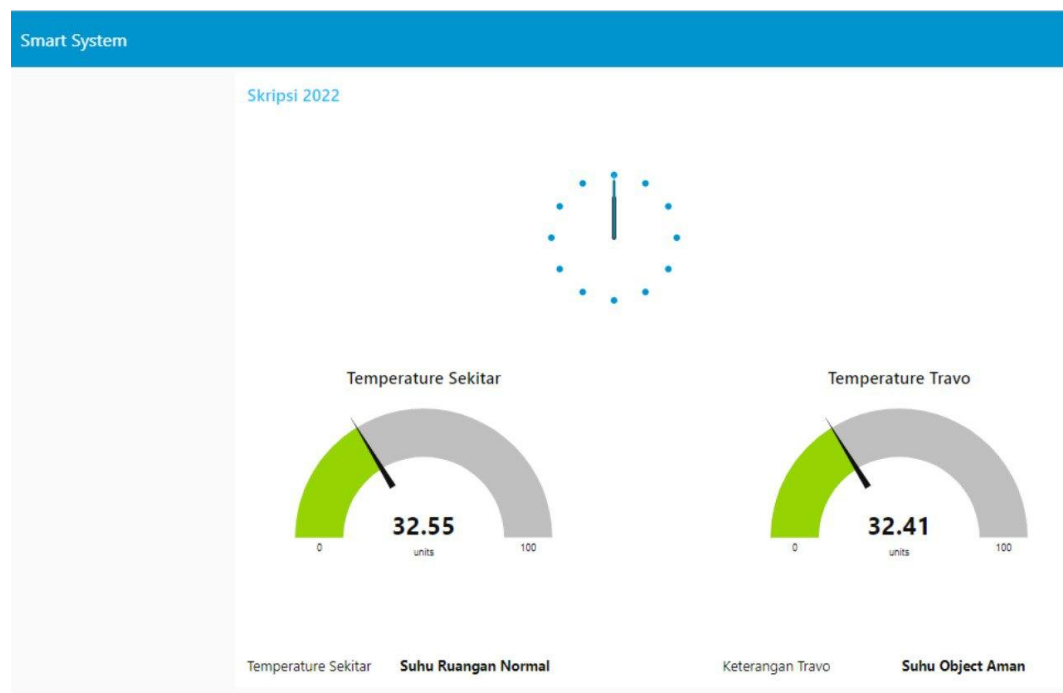 Smart System
Skripsi 2022
Temperature Sekitar
Temperature Travo
32.55
0
units
100
32.41
0
units
100
Temperature Sekitar Suhu Ruangan Normal
Keterangan Travo Suhu Object Aman